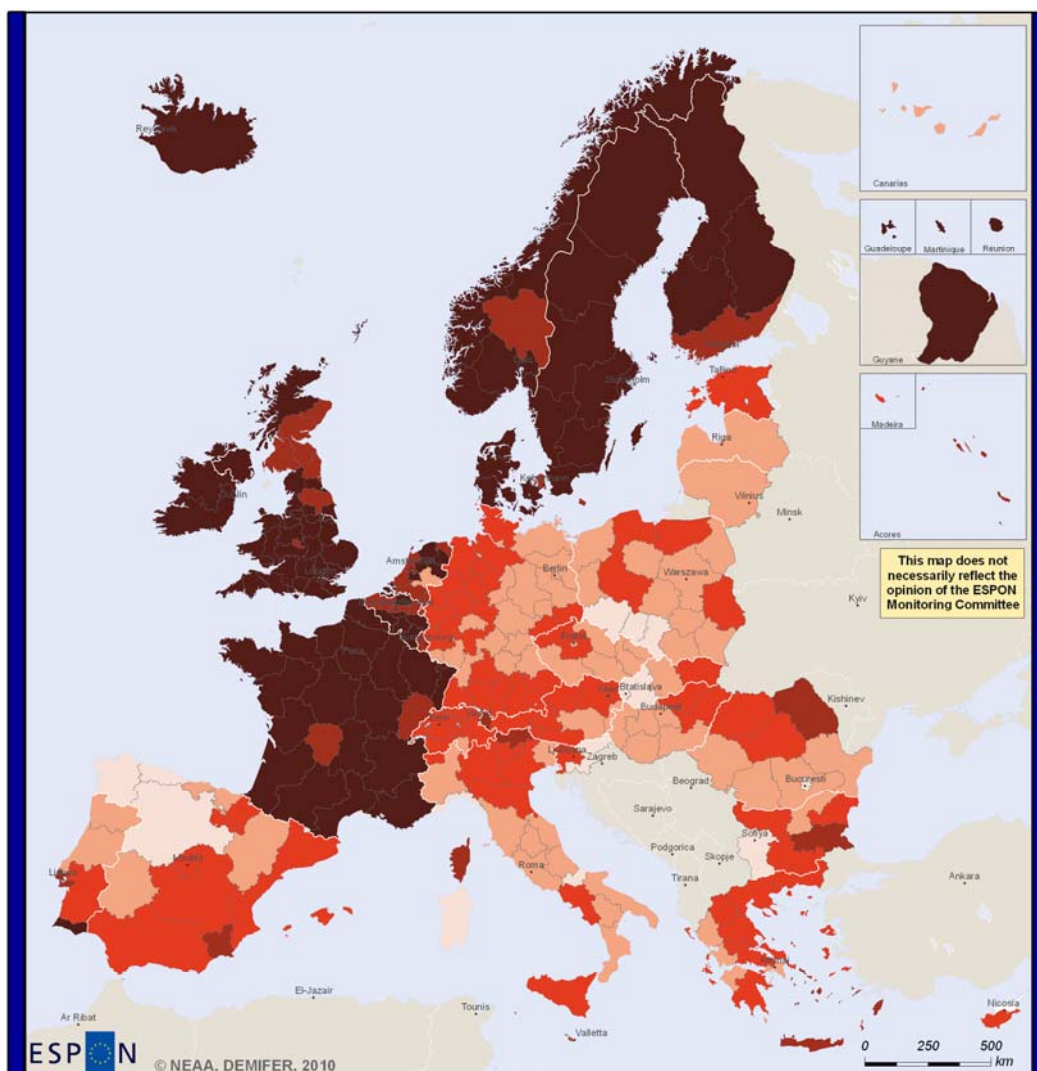 Reykjavik
Canarias
Guadeloupe
Martinique
Reunion
Guyane
Madeira
Acores
This map does not
necessarily reflect the
opinion of the ESPON
Monitoring Committee
Tallinn
Riga
Vilnius
Minsk
Stockholm
Dublin
Berlin
Warszawa
Kyiv
Paris
Praha
Bratislava
Budapest
Kishinev
Ljubljana
Zagreb
Beograd
Bucuresti
Sarajevo
Sofiya
Podgorica
Skopje
Tirana
Roma
Madrid
Ankara
El-Jazair
Tounis
Valletta
Nicosia
Ar Ribat
ESPON
© NEAA, DEMIFER, 2010
0 250 500
km